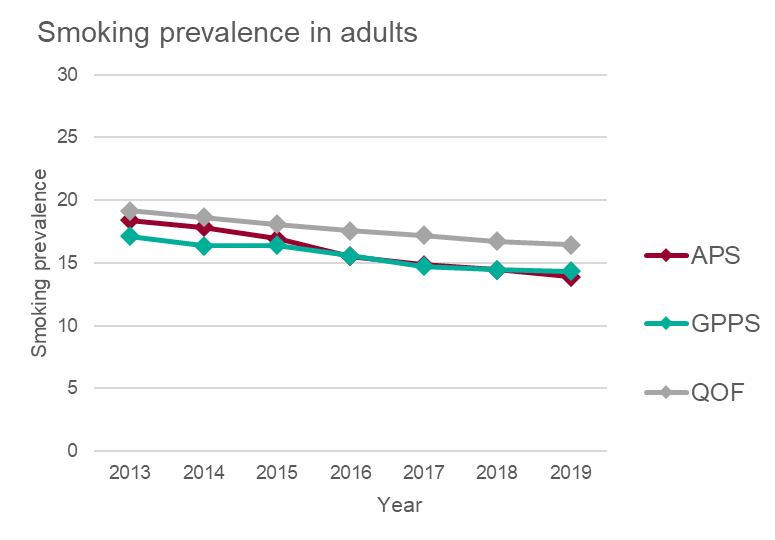 Smoking prevalence in adults
30
25
20
15
10
5
0
Smoking prevalence
2013 2014 2015 2016 2017 2018 2019
Year
APS
GPPS
QOF